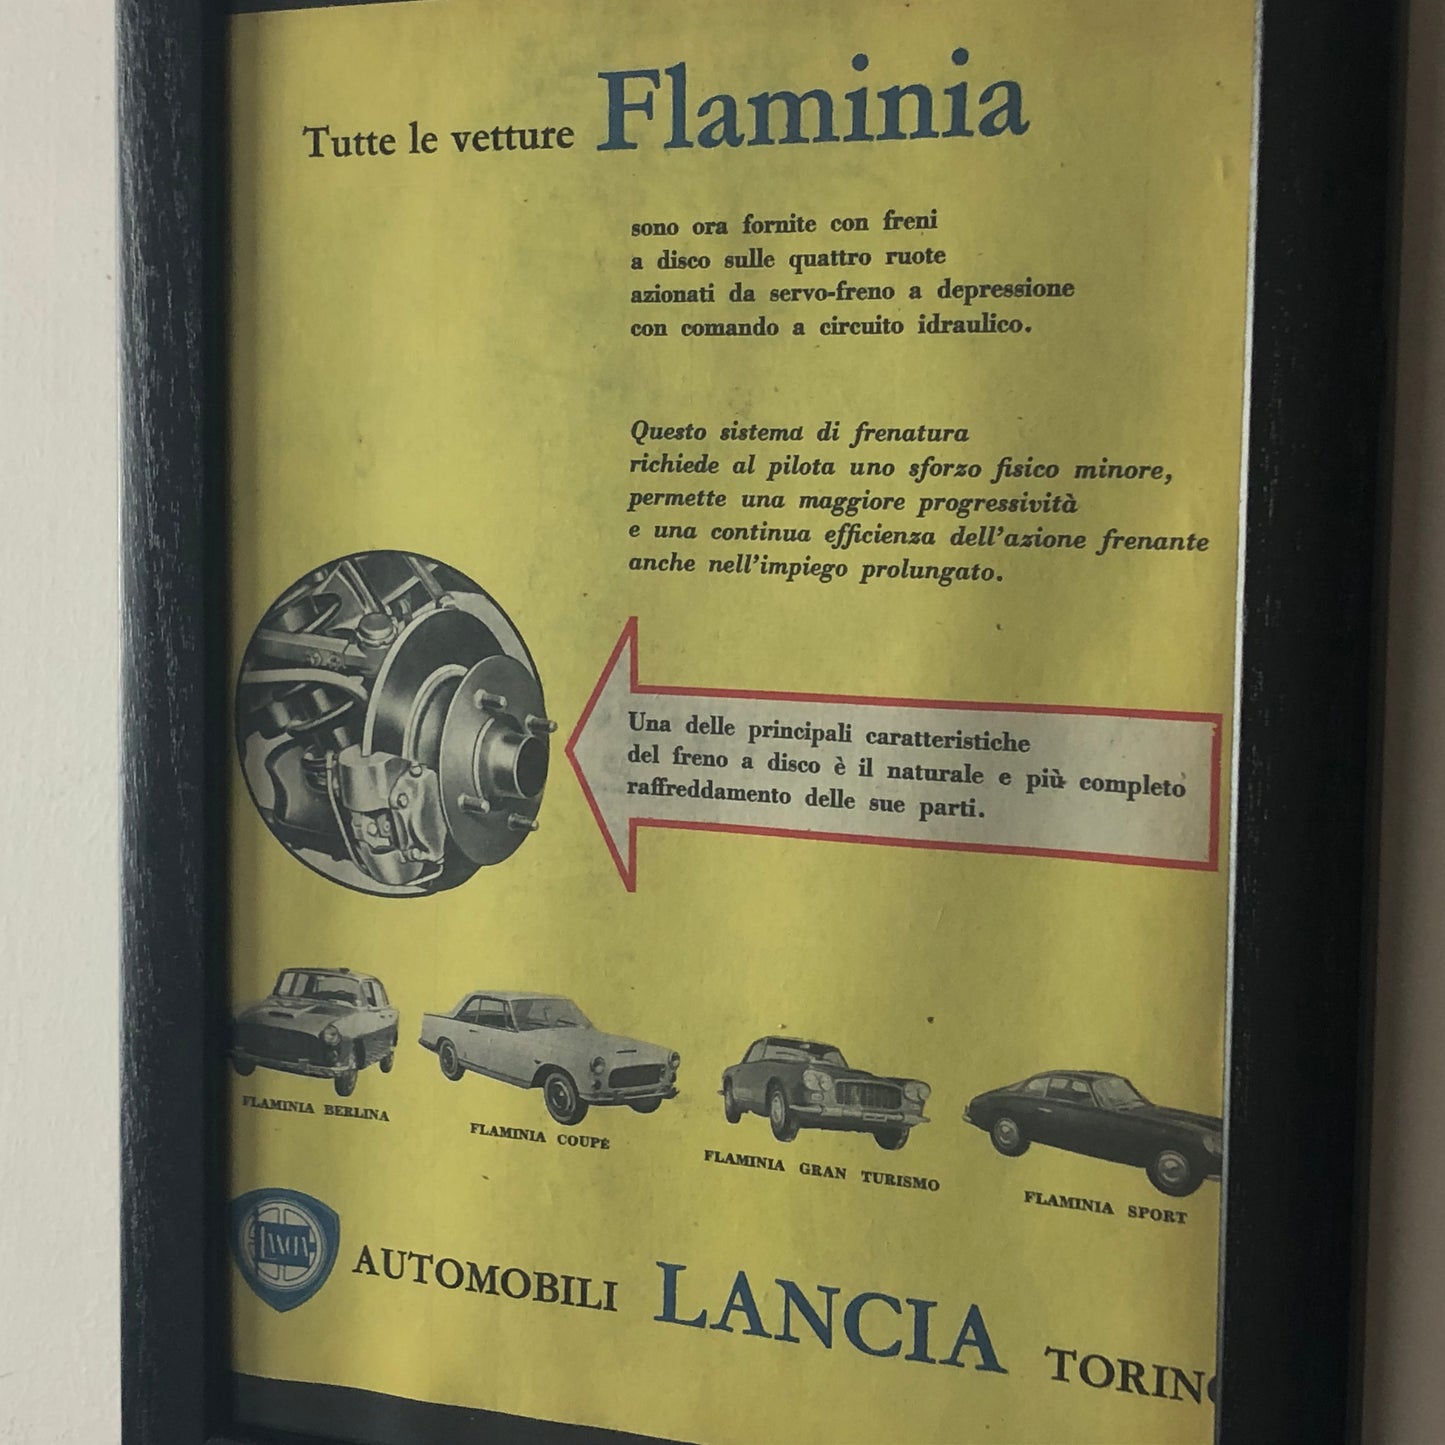 Tutte le vetture Flaminia
sono ora fornite con freni
a disco sulle quattro ruote
azionati da servo-freno a depressione
con comando a circuito idraulico.
Questo sistema di frenatura
richiede al pilota uno sforzo fisico minore,
permette una maggiore progressività
e una continua efficienza dell'azione frenante
anche nell'impiego prolungato.
Una delle principali caratteristiche
del freno a disco è il naturale e più completo
raffreddamento delle sue parti.
FLAMINIA BERLINA
FLAMINIA COUPÉ
FLAMINIA GRAN TURISMO
FLAMINIA SPORT
LANCIA
AUTOMOBILI LANCIA TORINO